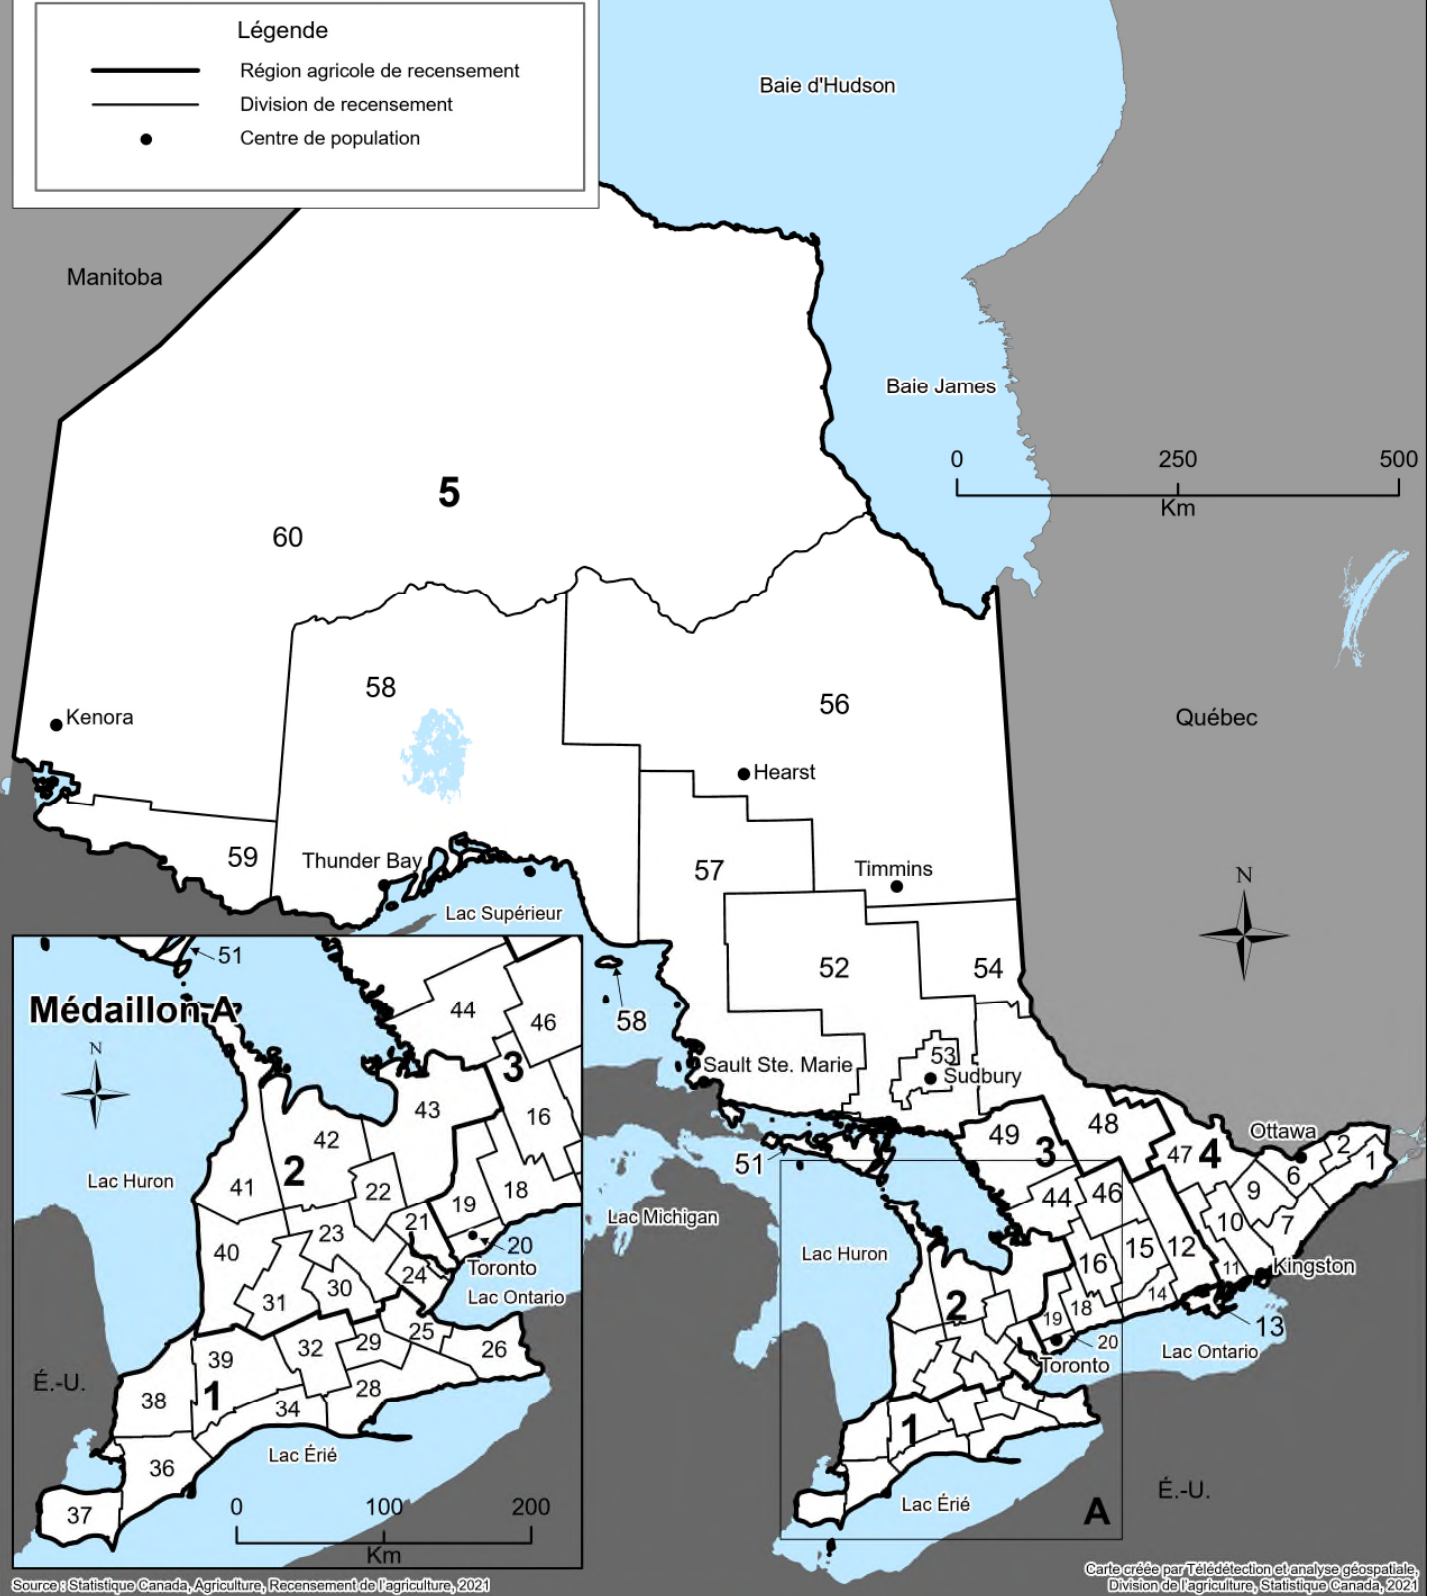 Légende
Région agricole de recensement
Division de recensement
Centre de population
Baie d'Hudson
Manitoba
Baie James
0 250 500
Km
5
60
58
56
Kenora
Québec
Hearst
59
Thunder Bay
57
Timmins
N
Lac Supérieur
52
54
58
53
Sudbury
Sault Ste. Marie
51
49
3
48
47
4
Ottawa
2
1
6
9
44
46
10
7
Lac Michigan
Lac Huron
16
15
12
11
Kingston
14
13
2
19
18
20
Toronto
Lac Ontario
1
Lac Érié
É.-U.
A
Médaillon A
51
N
44
46
3
43
16
42
2
41
22
19
18
Lac Huron
23
21
20
40
Toronto
24
30
31
Lac Ontario
32
29
25
26
39
É.-U.
38
1
28
34
36
Lac Érié
37
0 100 200
Km
Source : Statistique Canada, Agriculture, Recensement de l'agriculture, 2021
Carte créée par Télédétection et analyse géospatiale,
Division de l'agriculture, Statistique Canada, 2021